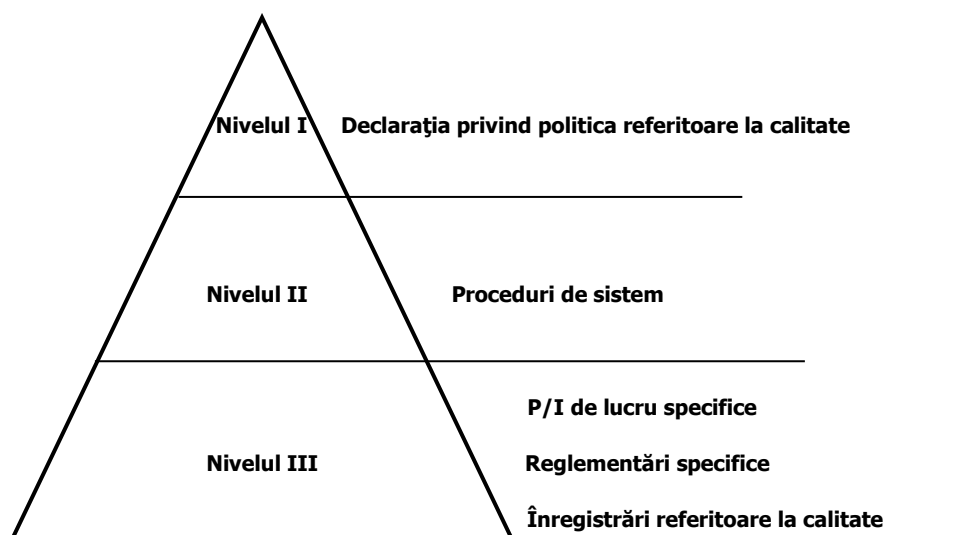 Nivelul I Declaraţia privind politica referitoare la calitate
Nivelul II Proceduri de sistem
P/I de lucru specifice
Nivelul III Reglementări specifice
Înregistrări referitoare la calitate